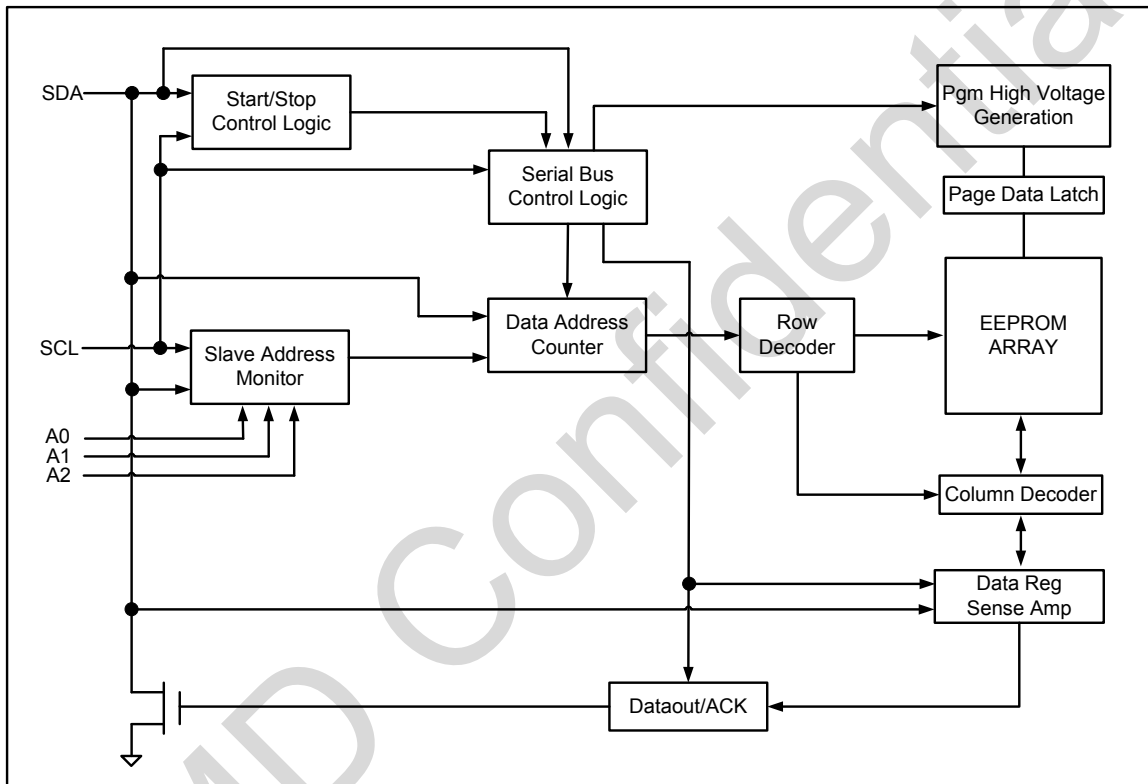 SDA
Start/Stop
Control Logic
Pgm High Voltage
Generation
Serial Bus
Control Logic
Page Data Latch
Data Address
Counter
Row
Decoder
EEPROM
ARRAY
SCL
Slave Address
Monitor
A0
A1
A2
Column Decoder
Data Reg
Sense Amp
Dataout/ACK
MD Confidential